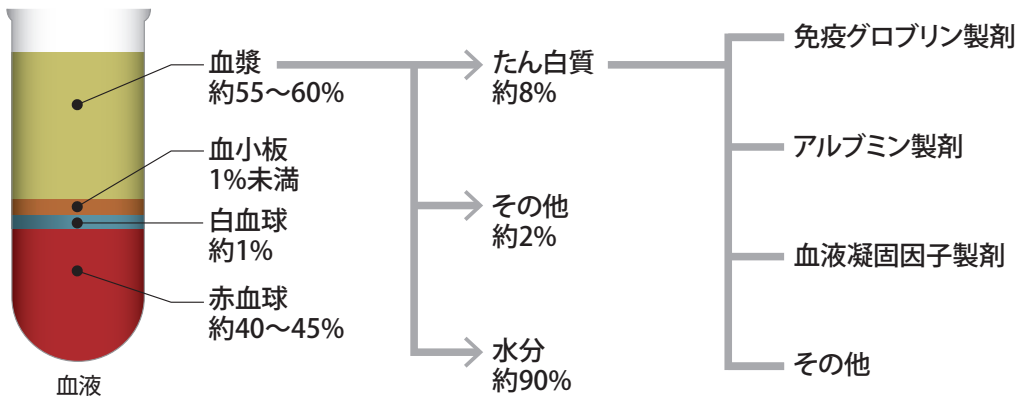 血漿
約55〜60%
血小板
1%未満
白血球
約1%
赤血球
約40〜45%
血液
たん白質
約8%
その他
約2%
水分
約90%
免疫グロブリン製剤
アルブミン製剤
血液凝固因子製剤
その他